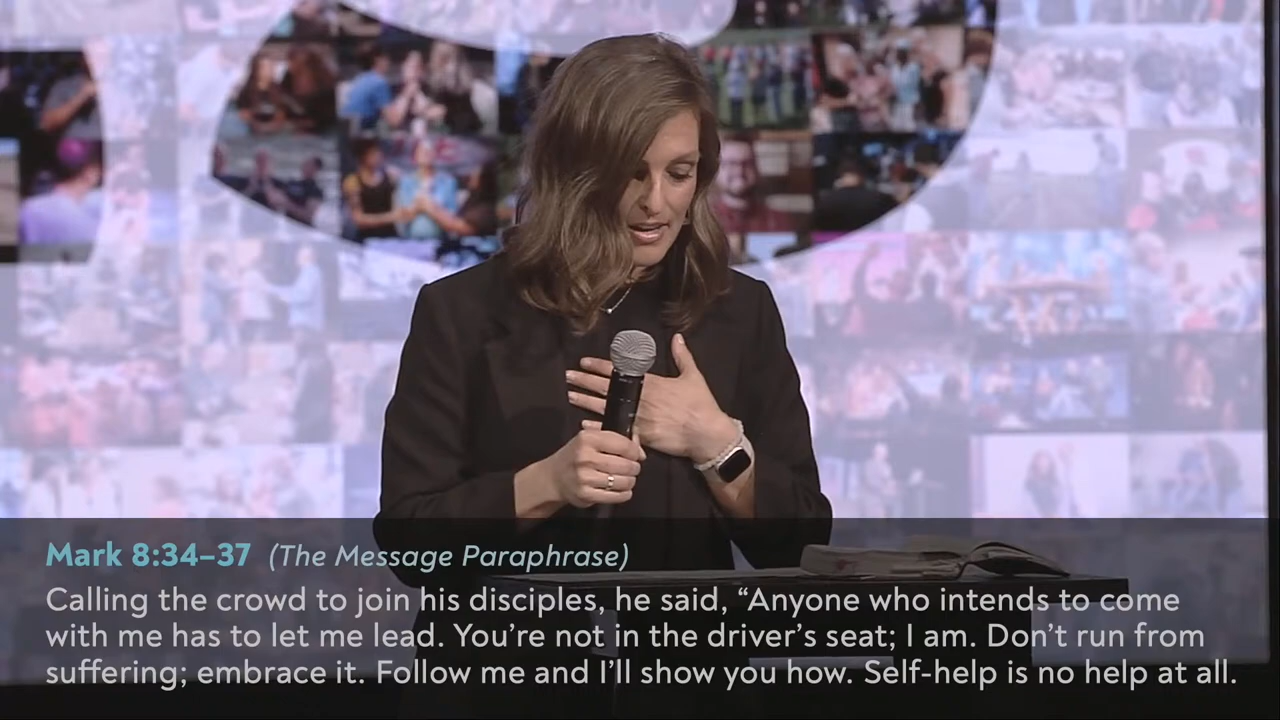 Mark 8:34–37 (The Message Paraphrase)
Calling the crowd to join his disciples, he said, “Anyone who intends to come
with me has to let me lead. You’re not in the driver’s seat; I am. Don’t run from
suffering; embrace it. Follow me and I’ll show you how. Self-help is no help at all.